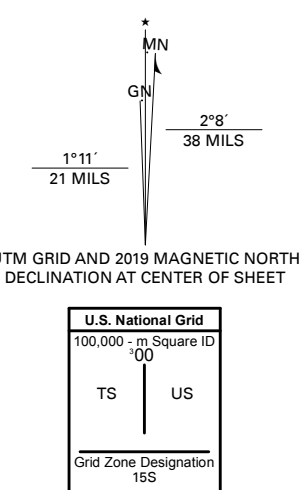 ★
MN
GN
2°8´
38 MILS
1°11´
21 MILS
UTM GRID AND 2019 MAGNETIC NORTH
DECLINATION AT CENTER OF SHEET
U.S. National Grid
100,000 - m Square ID
³00
TS US
Grid Zone Designation
15S